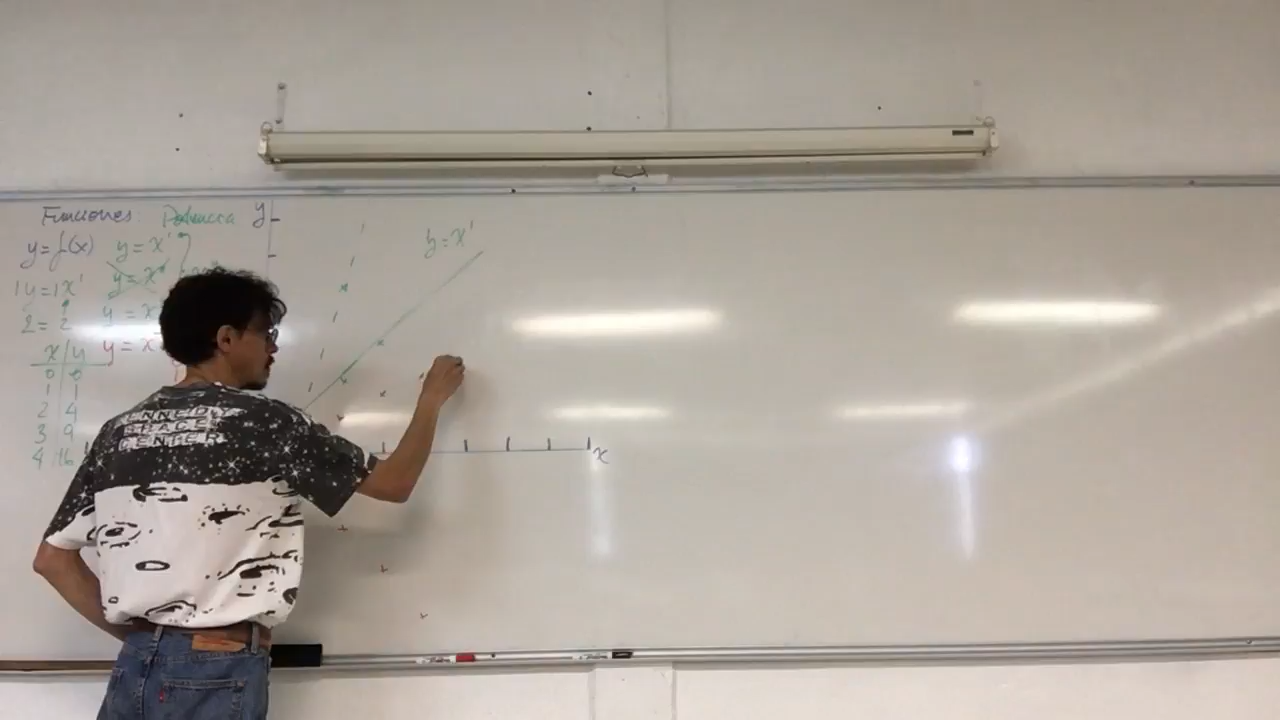 Funciones: Potencia
y = f(x) y = x¹
1y = 1x¹ y = x
2 = 2 y = x
y = x
x y
0 0
1 1
2 4
3 9
4 16
y
y = x¹
x
KENNEDY
SPACE
CENTER